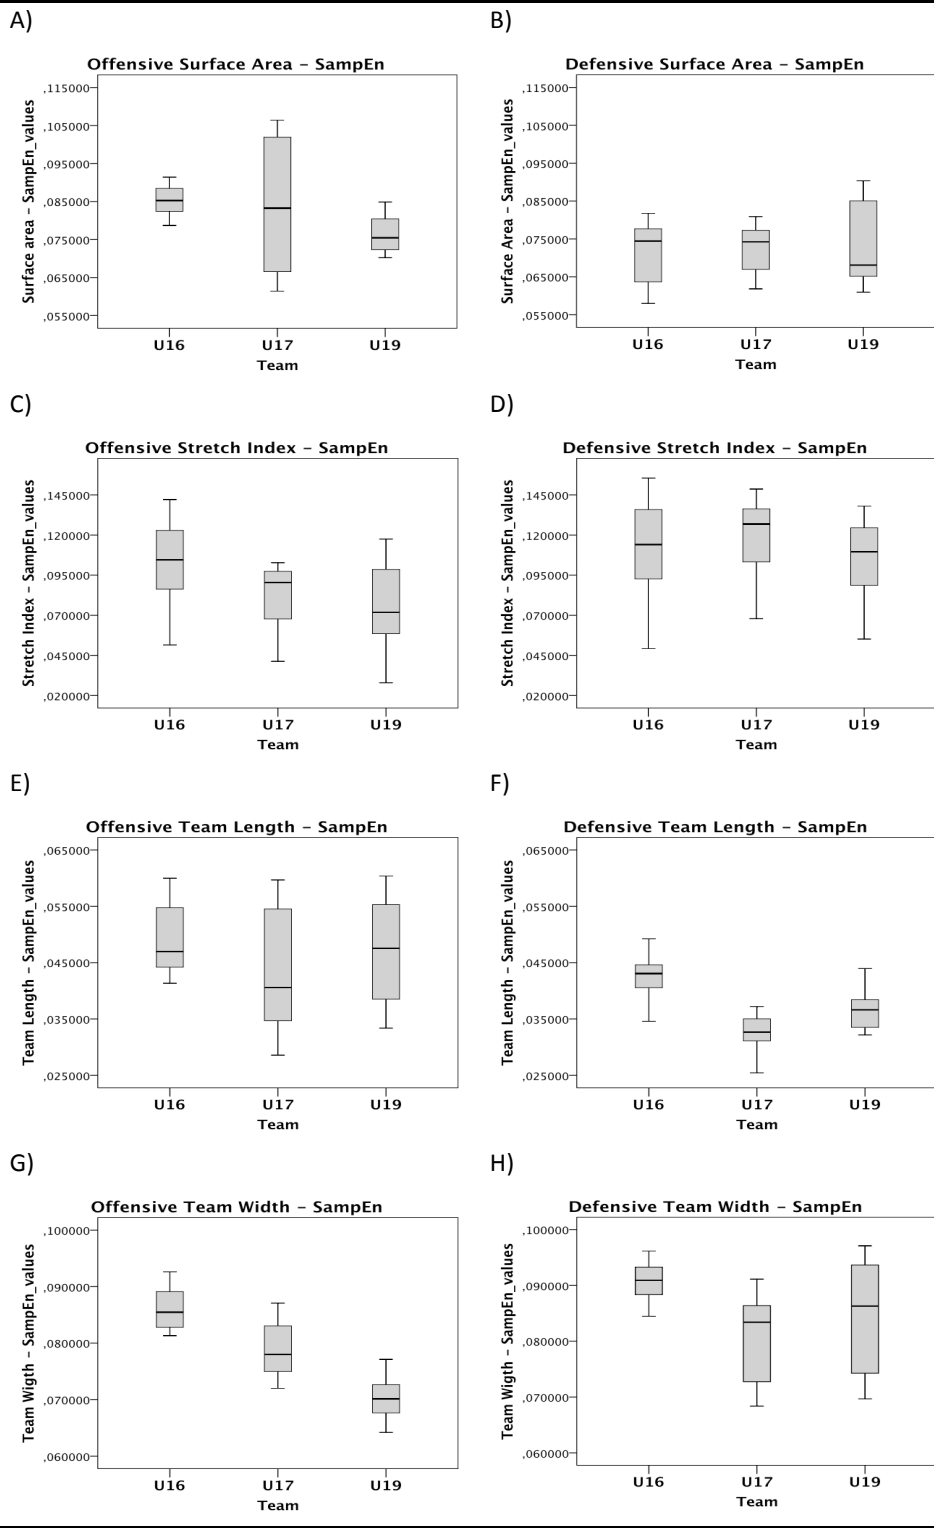 A)
Offensive Surface Area – SampEn
Surface area – SampEn_values
,115000
,105000
,095000
,085000
,075000
,065000
,055000
U16 U17 U19
Team
B)
Defensive Surface Area – SampEn
Surface Area – SampEn_values
,115000
,105000
,095000
,085000
,075000
,065000
,055000
U16 U17 U19
Team
C)
Offensive Stretch Index – SampEn
Stretch Index – SampEn_values
,145000
,120000
,095000
,070000
,045000
,020000
U16 U17 U19
Team
D)
Defensive Stretch Index – SampEn
Stretch Index – SampEn_values
,145000
,120000
,095000
,070000
,045000
,020000
U16 U17 U19
Team
E)
Offensive Team Length – SampEn
Team Length – SampEn_values
,065000
,055000
,045000
,035000
,025000
U16 U17 U19
Team
F)
Defensive Team Length – SampEn
Team Length – SampEn_values
,065000
,055000
,045000
,035000
,025000
U16 U17 U19
Team
G)
Offensive Team Width – SampEn
Team Wigth – SampEn_values
,100000
,090000
,080000
,070000
,060000
U16 U17 U19
Team
H)
Defensive Team Width – SampEn
Team Wigth – SampEn_values
,100000
,090000
,080000
,070000
,060000
U16 U17 U19
Team